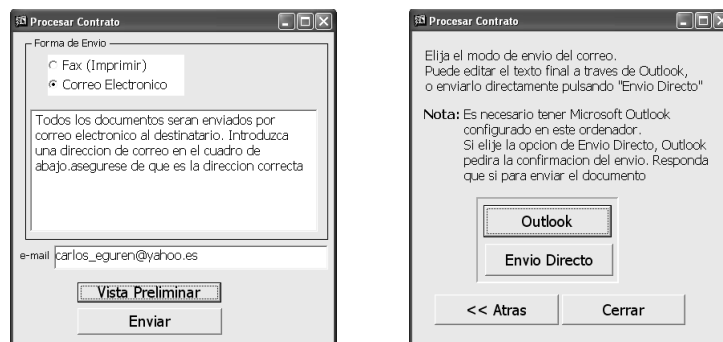 Procesar Contrato
Forma de Envio
Fax (Imprimir)
Correo Electronico
Todos los documentos seran enviados por
correo electronico al destinatario. Introduzca
una direccion de correo en el cuadro de
abajo.asegurese de que es la direccion correcta
e-mail carlos_eguren@yahoo.es
Vista Preliminar
Enviar
Procesar Contrato
Elija el modo de envio del correo.
Puede editar el texto final a traves de Outlook,
o enviarlo directamente pulsando "Envio Directo"
Nota: Es necesario tener Microsoft Outlook
configurado en este ordenador.
Si elije la opcion de Envio Directo, Outlook
pedira la confirmacion del envio. Responda
que si para enviar el documento
Outlook
Envio Directo
<< Atras Cerrar